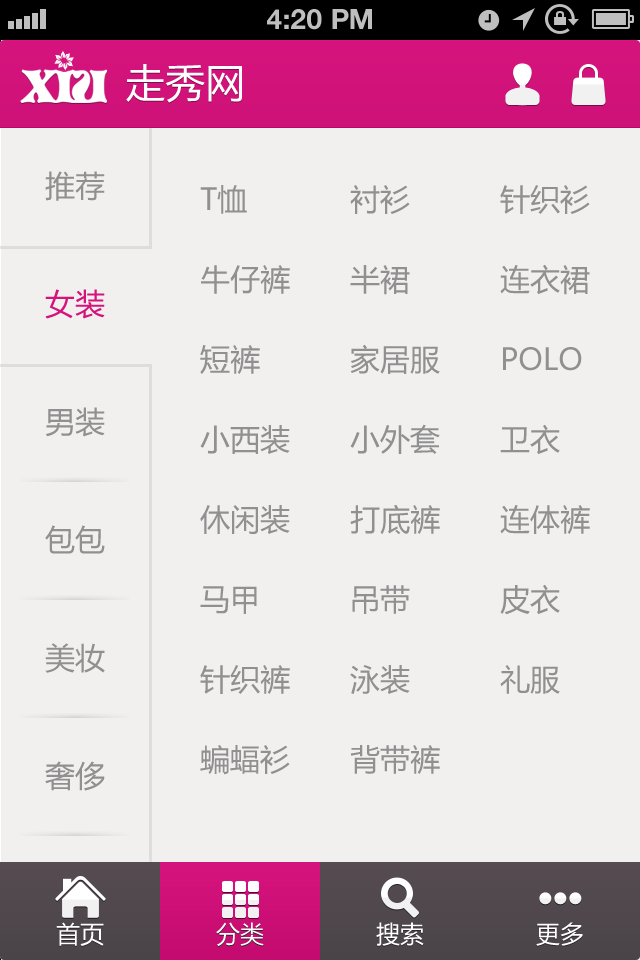 4:20 PM
XIU 走秀网
推荐
女装
男装
包包
美妆
奢侈
T恤 衬衫 针织衫
牛仔裤 半裙 连衣裙
短裤 家居服 POLO
小西装 小外套 卫衣
休闲装 打底裤 连体裤
马甲 吊带 皮衣
针织裤 泳装 礼服
蝙蝠衫 背带裤
首页 分类 搜索 更多